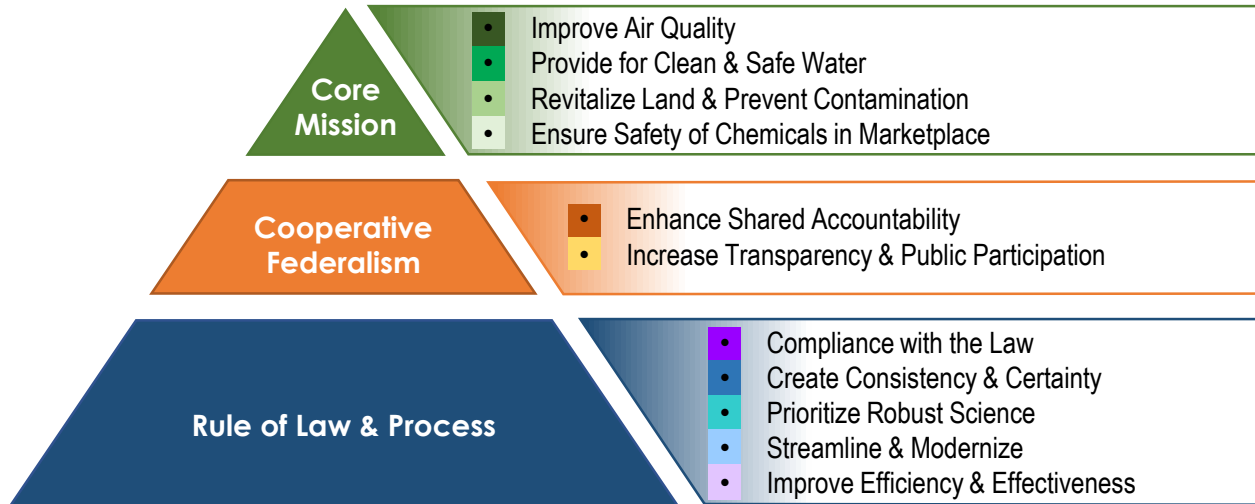 Core
Mission
• Improve Air Quality
• Provide for Clean & Safe Water
• Revitalize Land & Prevent Contamination
• Ensure Safety of Chemicals in Marketplace
Cooperative
Federalism
• Enhance Shared Accountability
• Increase Transparency & Public Participation
Rule of Law & Process
• Compliance with the Law
• Create Consistency & Certainty
• Prioritize Robust Science
• Streamline & Modernize
• Improve Efficiency & Effectiveness